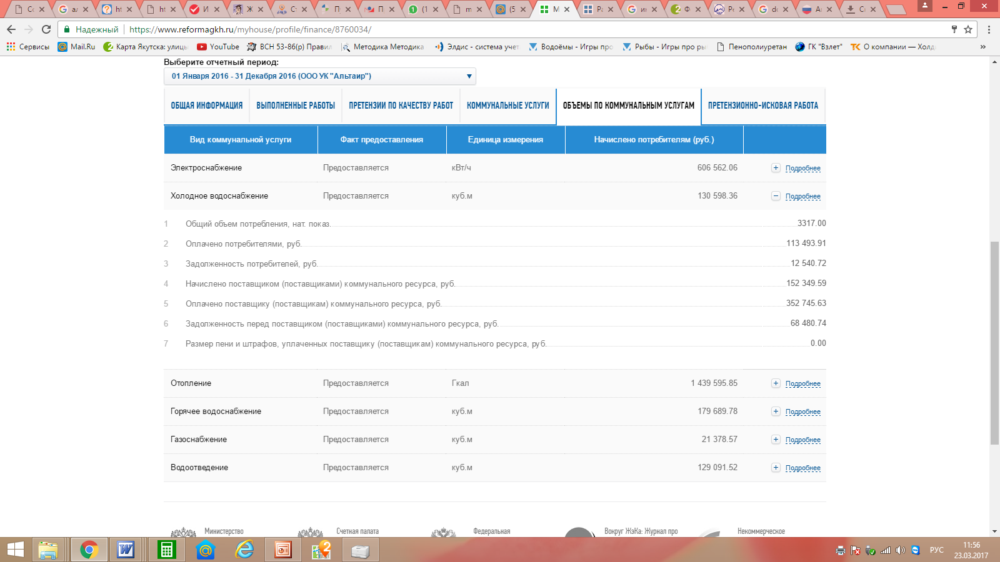 Надежный https://www.reformagkh.ru/myhouse/profile/finance/8760034/
Сервисы Mail.Ru Карта Якутска: улицы YouTube ВСН 53-86(р) Правил Методика Методика Элдис - система учет Водоёмы - Игры про Рыбы - Игры про ры Пенополиуретан ГК "Взлет" О компании — Холд »
Выберите отчетный период:
01 Января 2016 - 31 Декабря 2016 (ООО УК "Альтаир")
ОБЩАЯ ИНФОРМАЦИЯ ВЫПОЛНЕННЫЕ РАБОТЫ ПРЕТЕНЗИИ ПО КАЧЕСТВУ РАБОТ КОММУНАЛЬНЫЕ УСЛУГИ ОБЪЕМЫ ПО КОММУНАЛЬНЫМ УСЛУГАМ ПРЕТЕНЗИОННО-ИСКОВАЯ РАБОТА
Вид коммунальной услуги Факт предоставления Единица измерения Начислено потребителям (руб.)
Электроснабжение Предоставляется кВт/ч 606 562.06 Подробнее
Холодное водоснабжение Предоставляется куб.м 130 598.36 Подробнее
1 Общий объем потребления, нат. показ. 3317.00
2 Оплачено потребителями, руб. 113 493.91
3 Задолженность потребителей, руб. 12 540.72
4 Начислено поставщиком (поставщиками) коммунального ресурса, руб. 152 349.59
5 Оплачено поставщику (поставщикам) коммунального ресурса, руб. 352 745.63
6 Задолженность перед поставщиком (поставщиками) коммунального ресурса, руб. 68 480.74
7 Размер пени и штрафов, уплаченных поставщику (поставщикам) коммунального ресурса, руб. 0.00
Отопление Предоставляется Гкал 1 439 595.85 Подробнее
Горячее водоснабжение Предоставляется куб.м 179 689.78 Подробнее
Газоснабжение Предоставляется куб.м 21 378.57 Подробнее
Водоотведение Предоставляется куб.м 129 091.52 Подробнее
Министерство Счетная палата Федеральная Вокруг ЖэКа: Журнал про Некоммерческое
РУС 11:56
23.03.2017